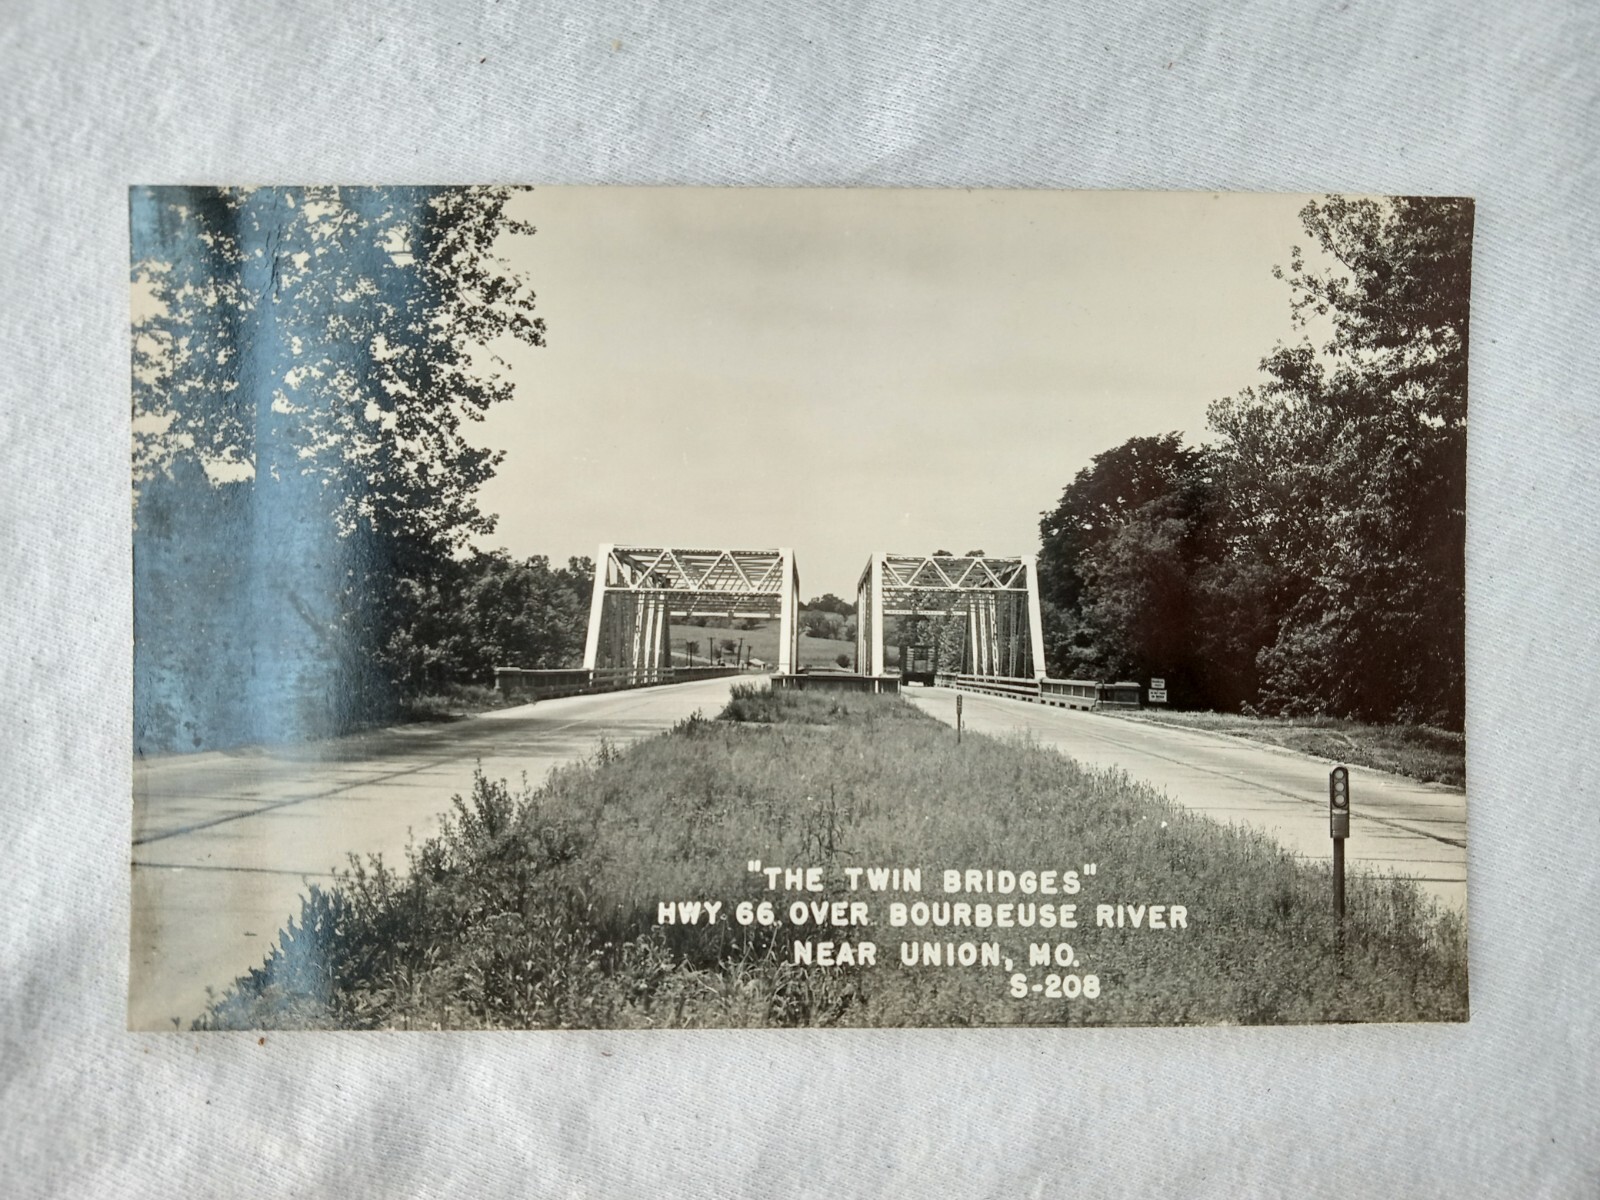 "THE TWIN BRIDGES"
HWY 66 OVER BOURBEUSE RIVER
NEAR UNION, MO.
S-208